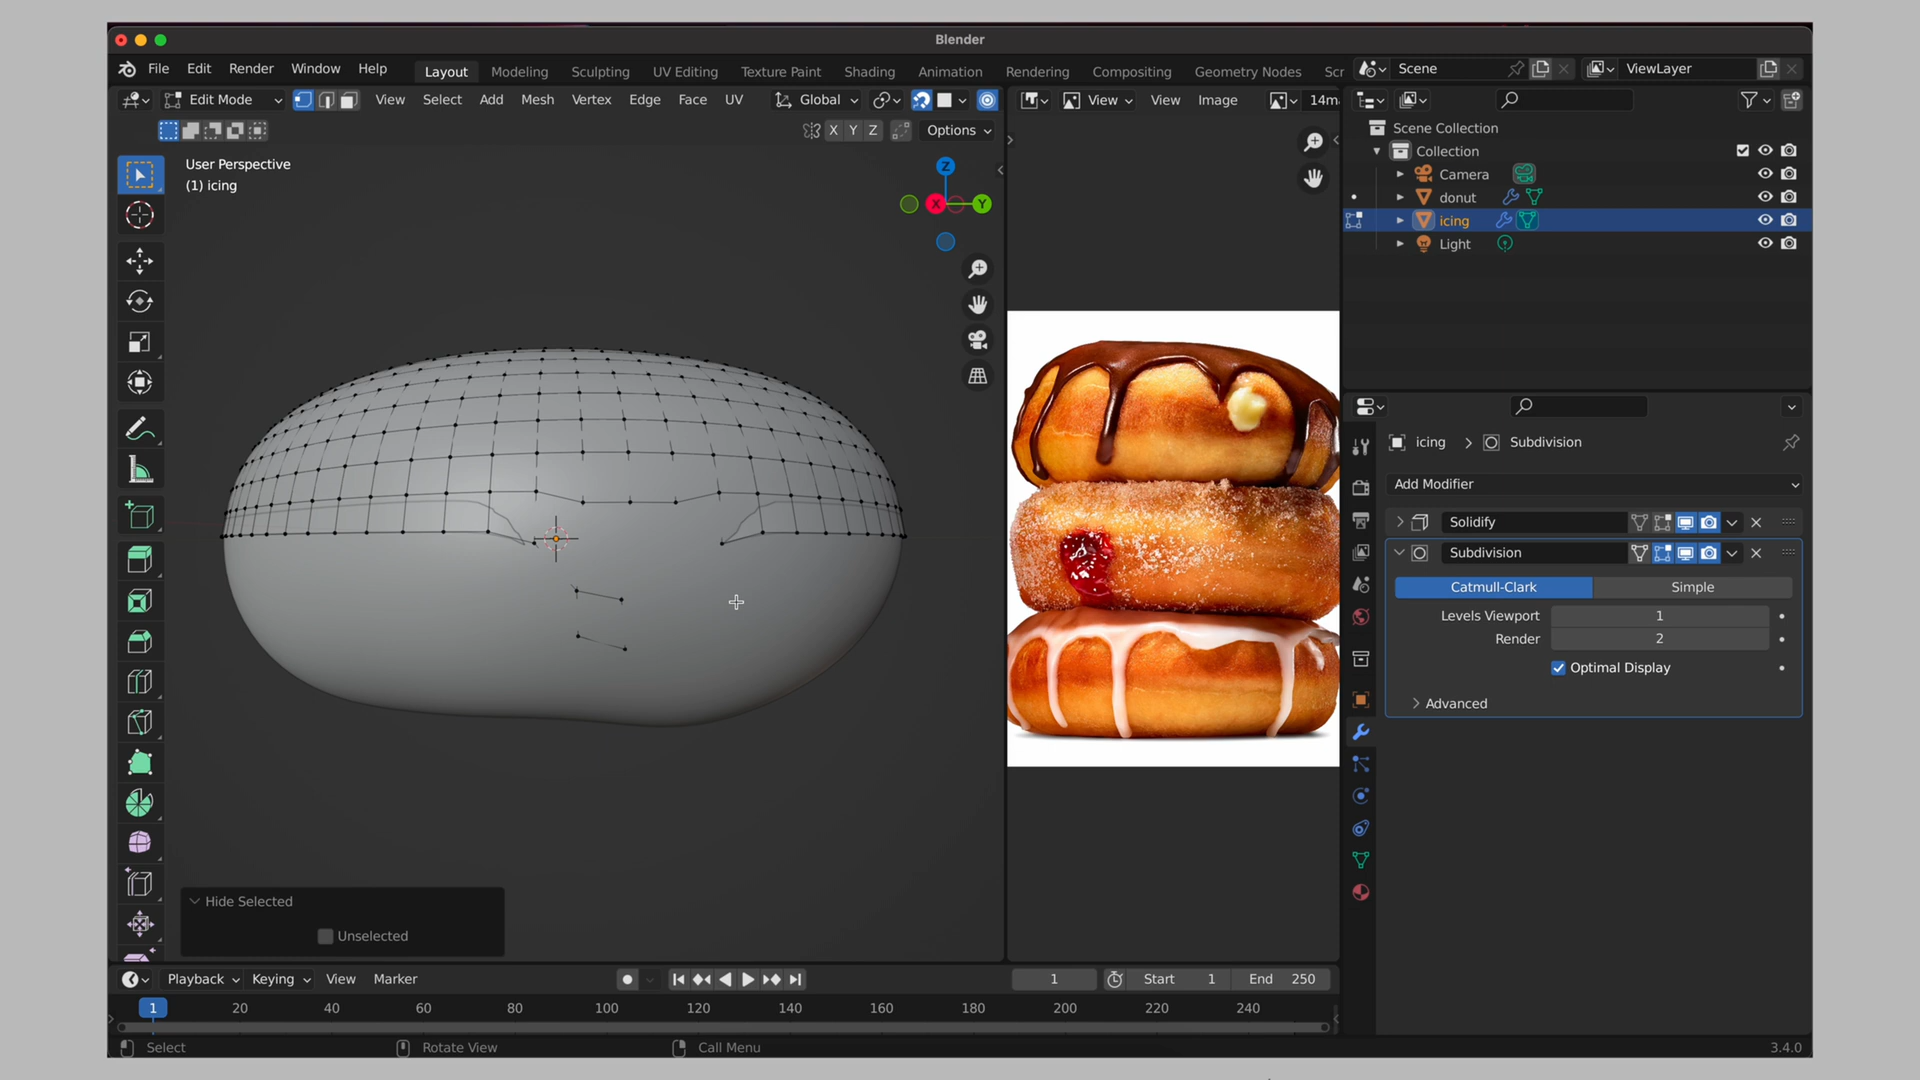 Blender
File Edit Render Window Help Layout Modeling Sculpting UV Editing Texture Paint Shading Animation Rendering Compositing Geometry Nodes Scr Scene ViewLayer
Edit Mode View Select Add Mesh Vertex Edge Face UV Global View View Image 14m
X Y Z Options
User Perspective
(1) icing
Z
X
Y
Scene Collection
Collection
Camera
donut
icing
Light
icing > Subdivision
Add Modifier
Solidify
Subdivision
Catmull-Clark Simple
Levels Viewport 1
Render 2
Optimal Display
Advanced
Hide Selected
Unselected
Playback Keying View Marker 1 Start 1 End 250
1 20 40 60 80 100 120 140 160 180 200 220 240
Select Rotate View Call Menu 3.4.0